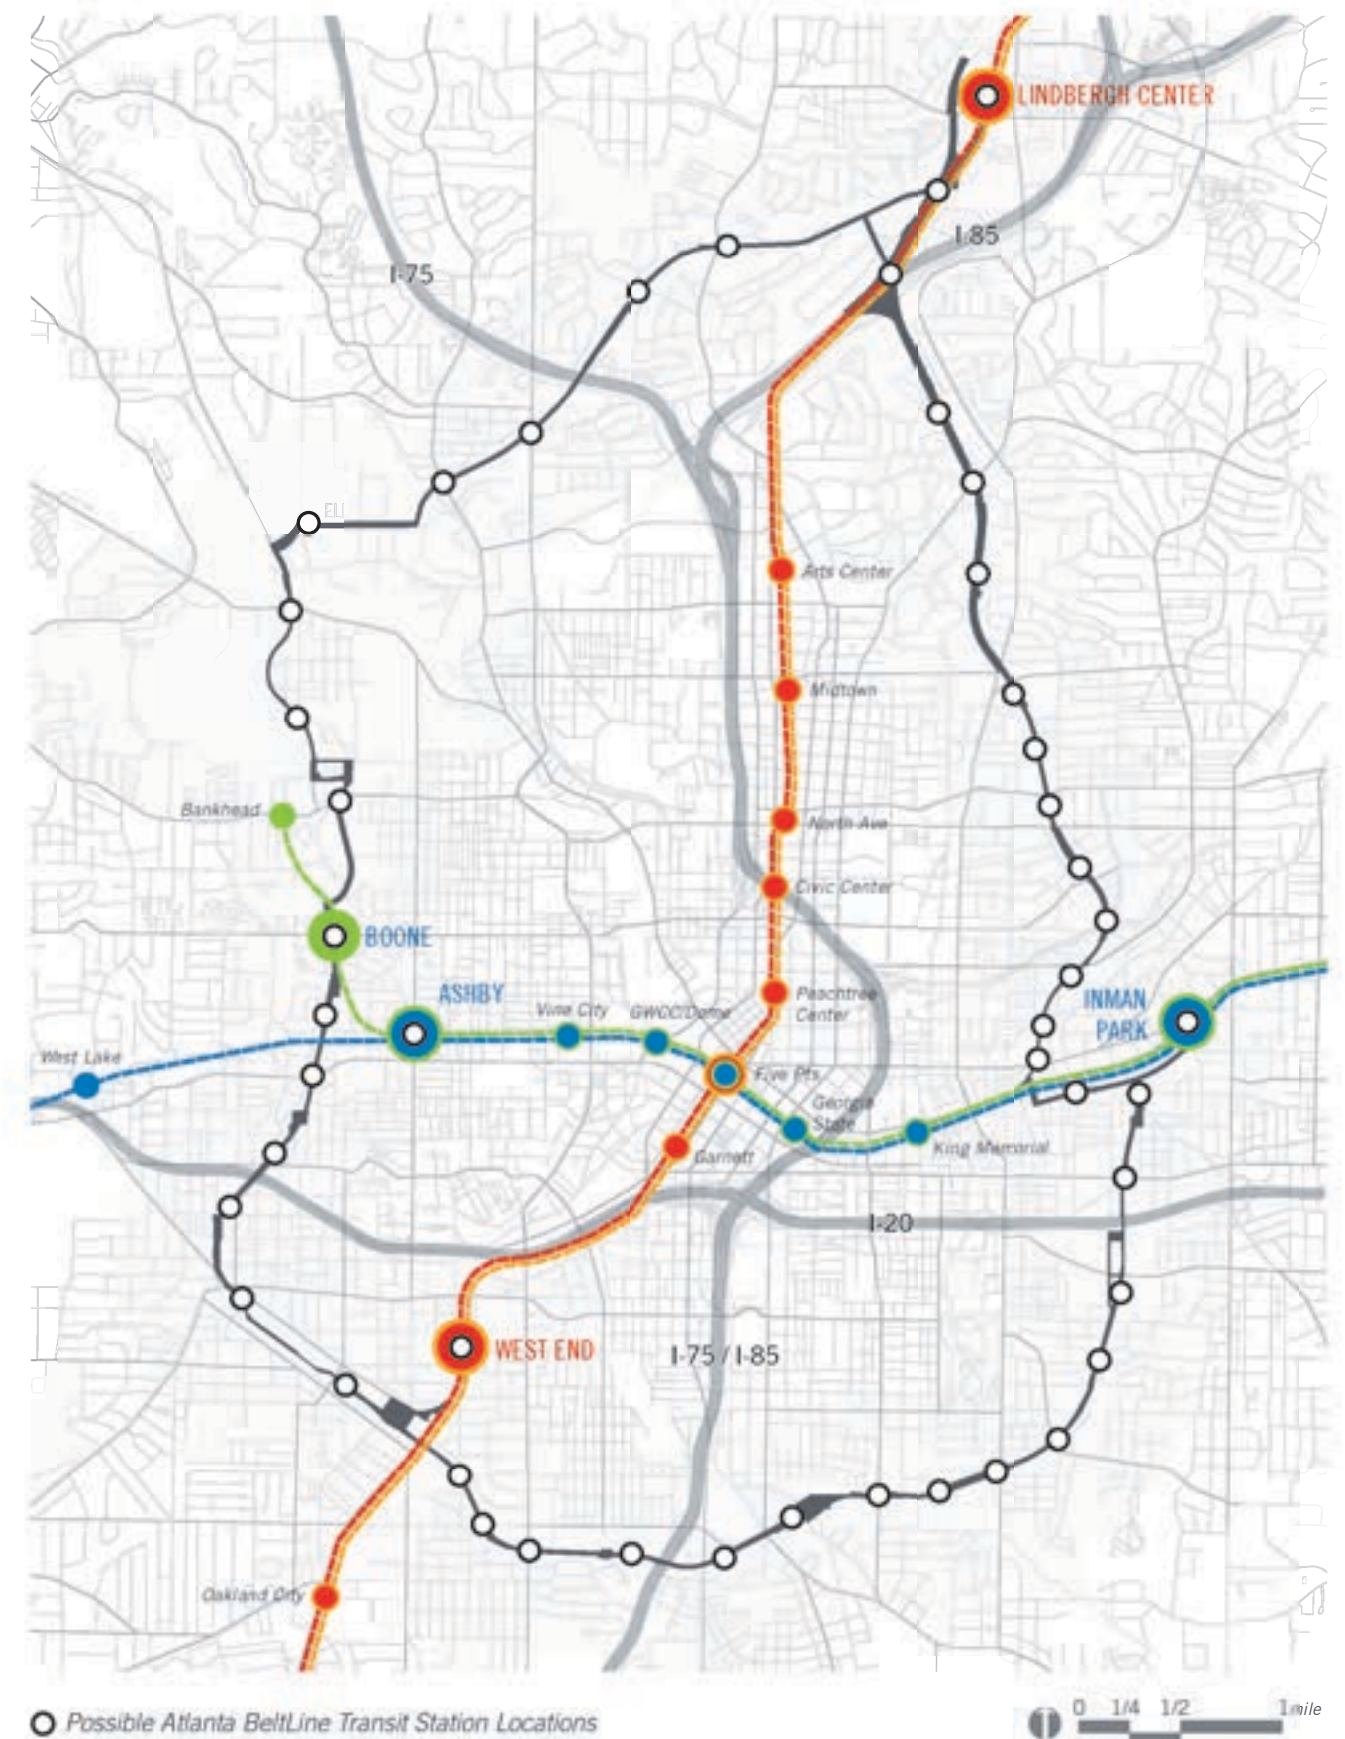 LINDBERGH CENTER
I-85
I-75
Arts Center
Midtown
Bankhead
North Ave
Civic Center
BOONE
ASHBY
Peachtree
Center
INMAN
PARK
Vine City
GWCC/Dome
West Lake
Five Pts
Georgia
State
King Memorial
Garnett
I-20
WEST END
I-75 / I-85
Oakland City
Possible Atlanta BeltLine Transit Station Locations
0 1/4 1/2 1 mile